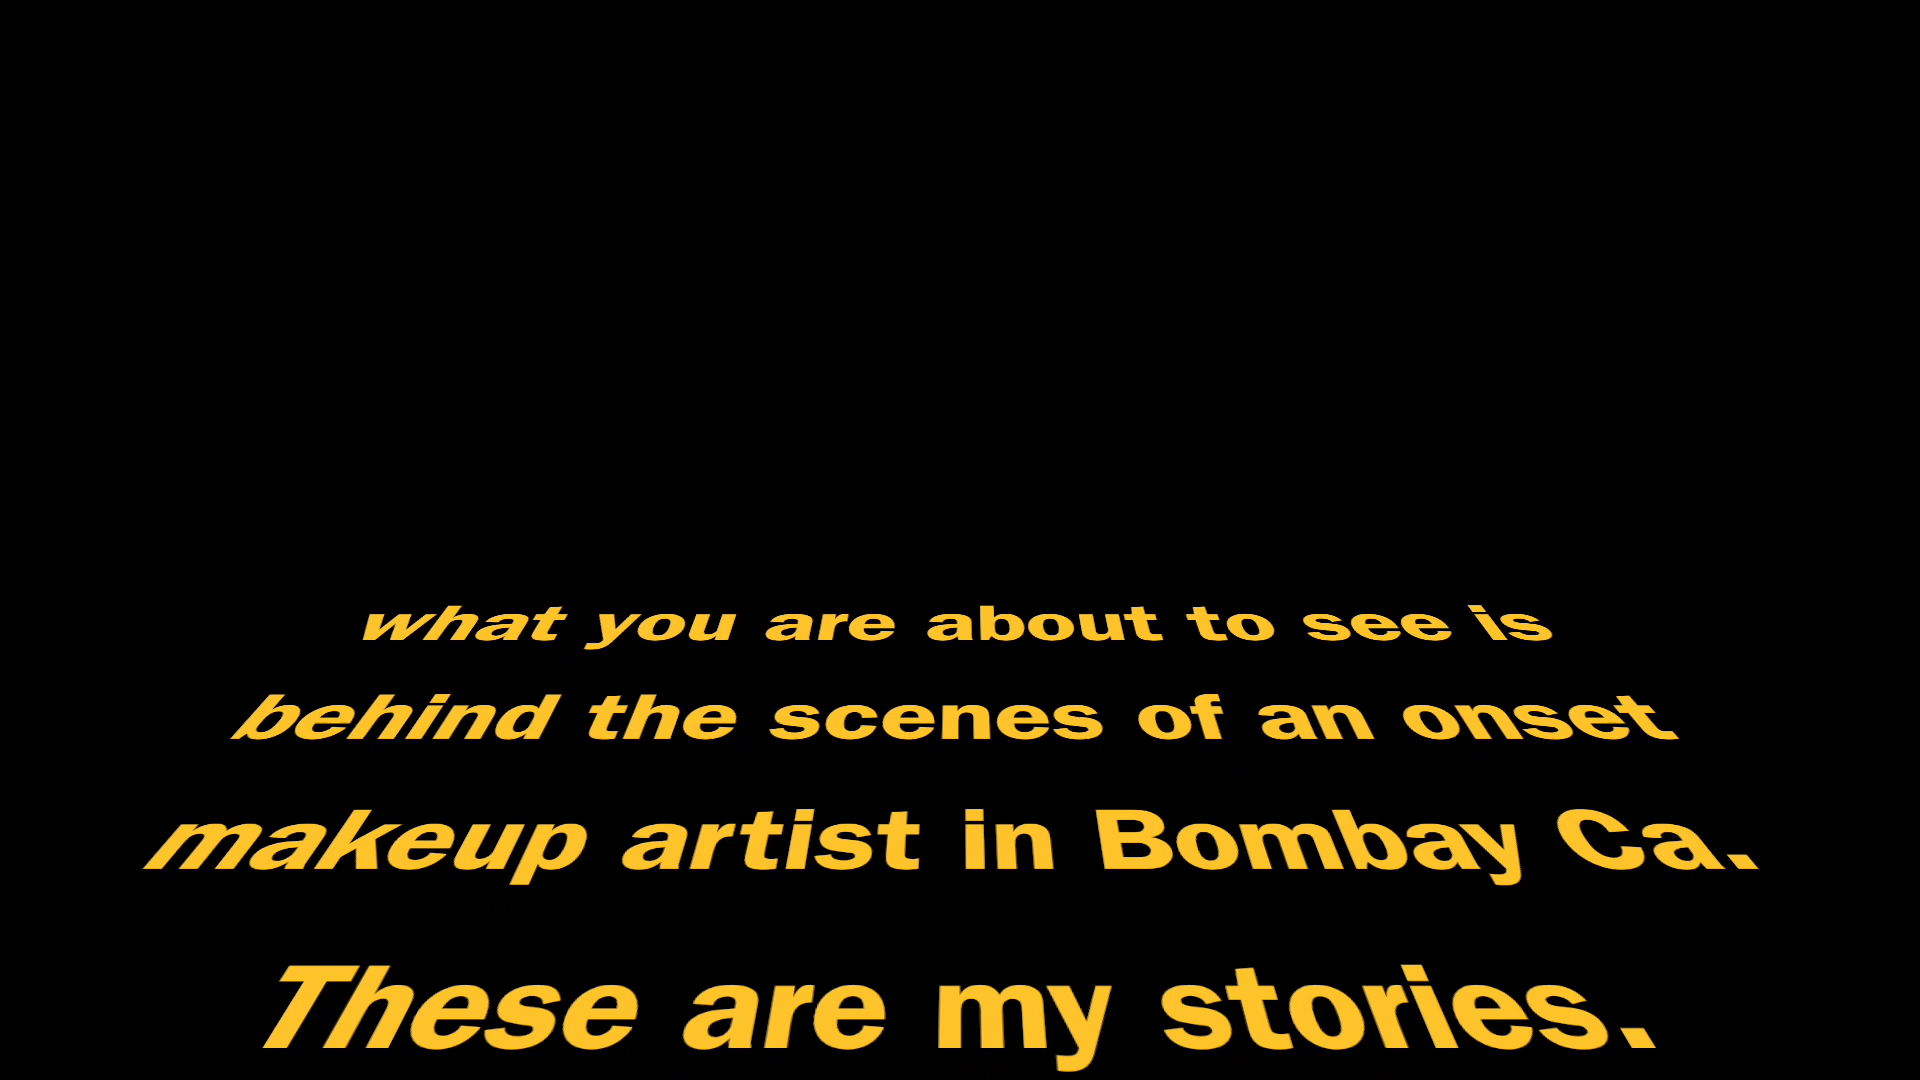 what you are about to see is
behind the scenes of an onset
makeup artist in Bombay Ca.
These are my stories.